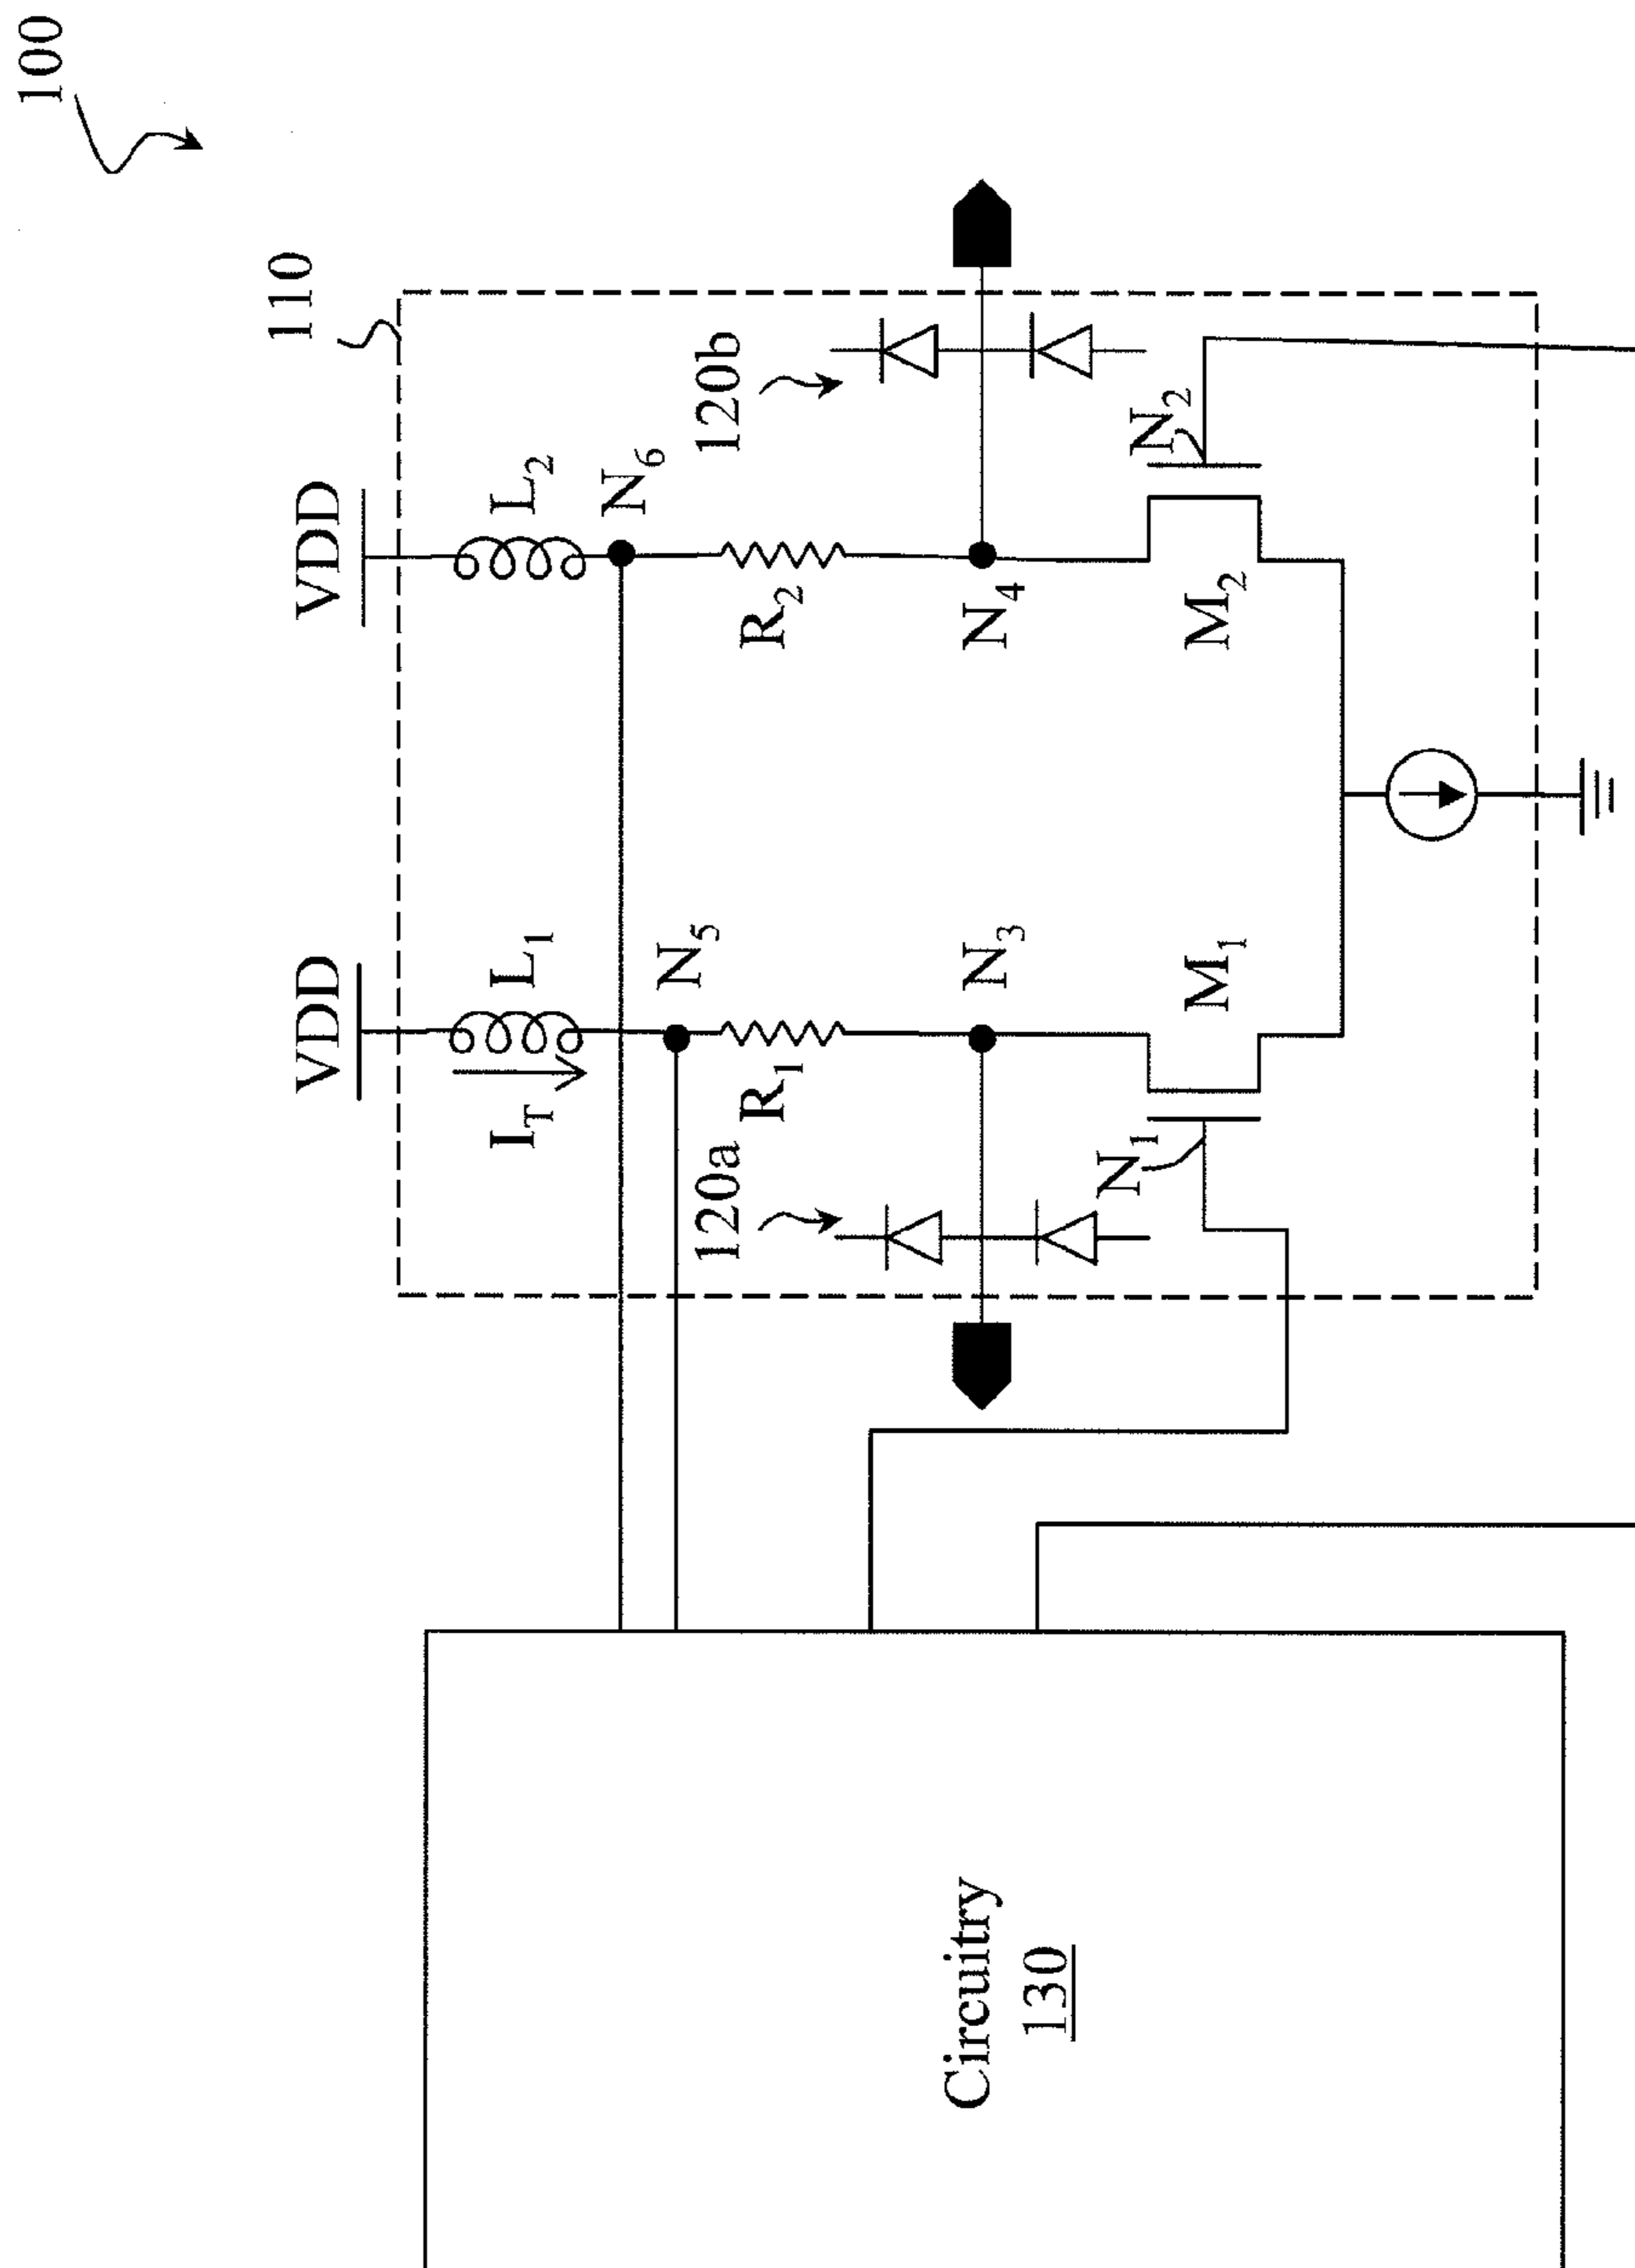 100
110
VDD
VDD
L₁
L₂
I_T
N₆
N₅
R₁
R₂
120a
120b
N₃
N₄
N₁
N₂
M₁
M₂
Circuitry
130